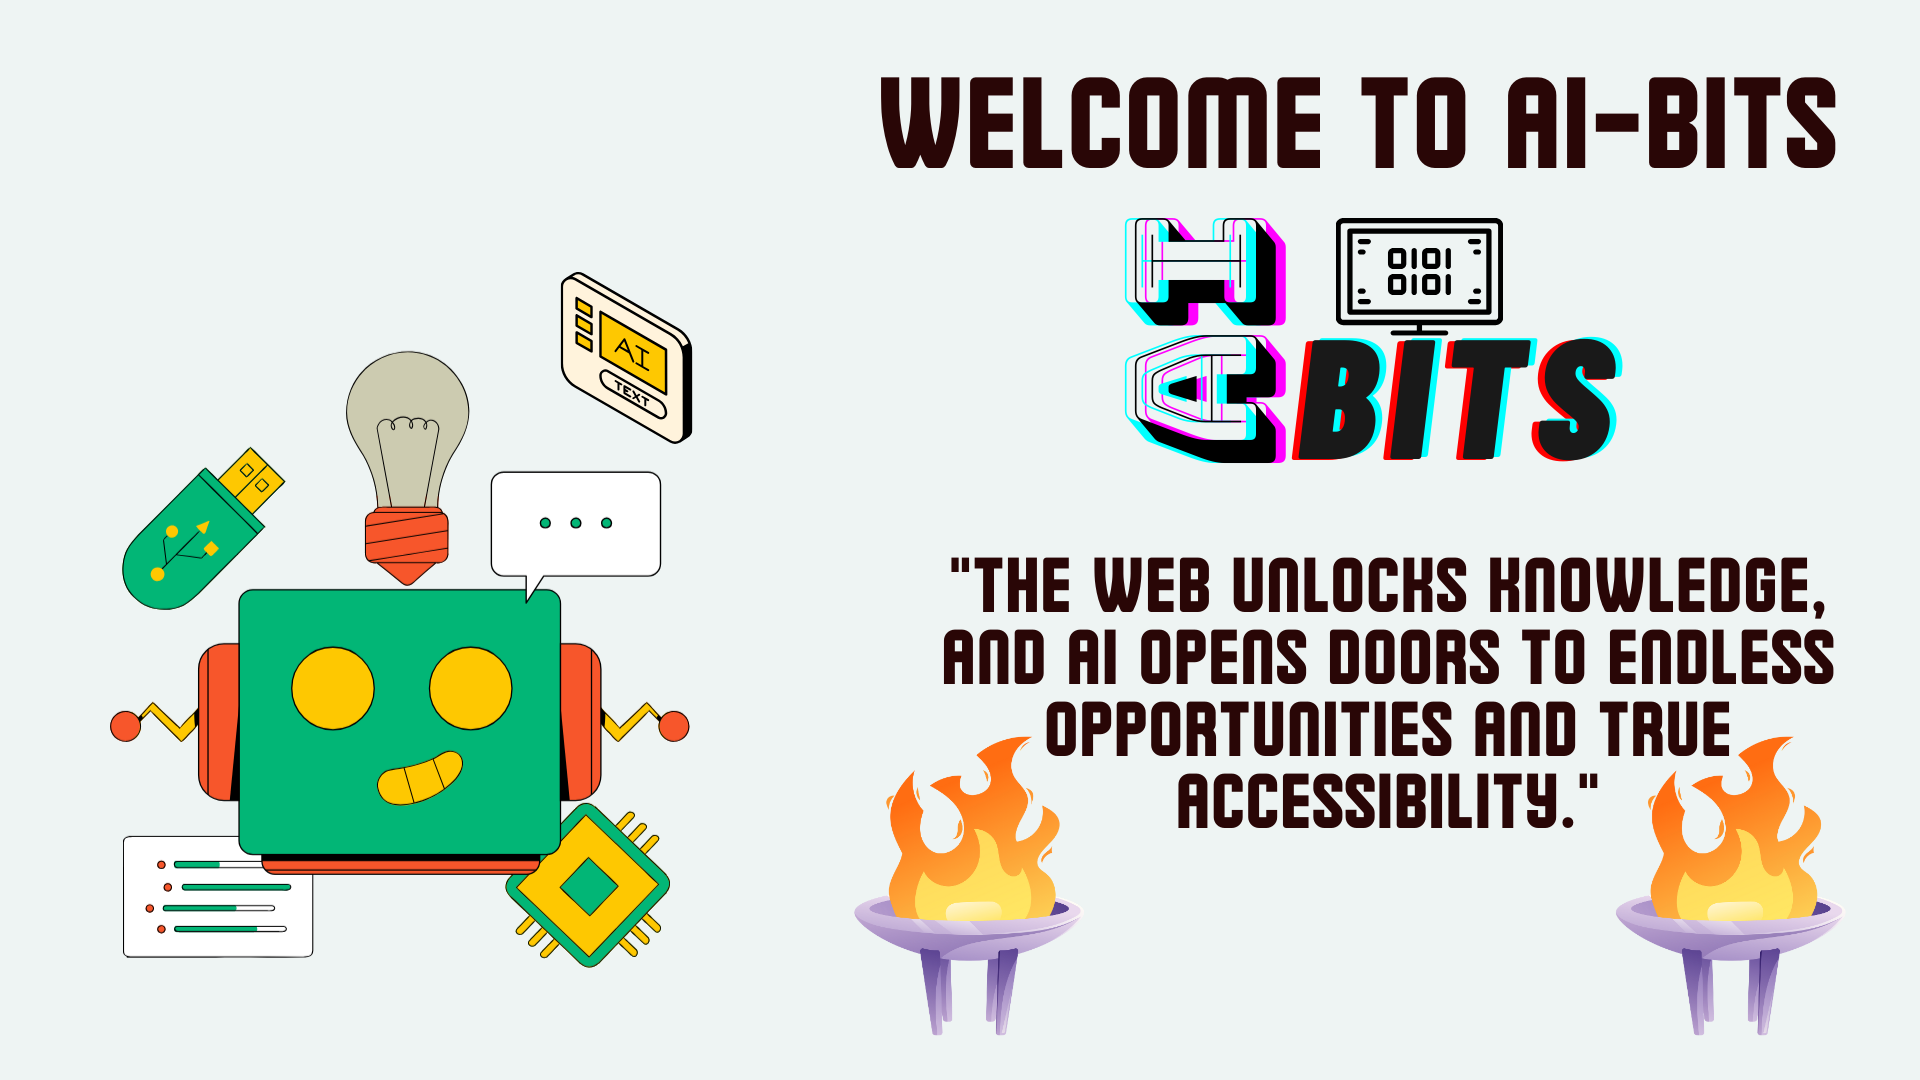 WELCOME TO AI-BITS
AI
0101
0101
BITS
AI
TEXT
"THE WEB UNLOCKS KNOWLEDGE,
AND AI OPENS DOORS TO ENDLESS
OPPORTUNITIES AND TRUE
ACCESSIBILITY."